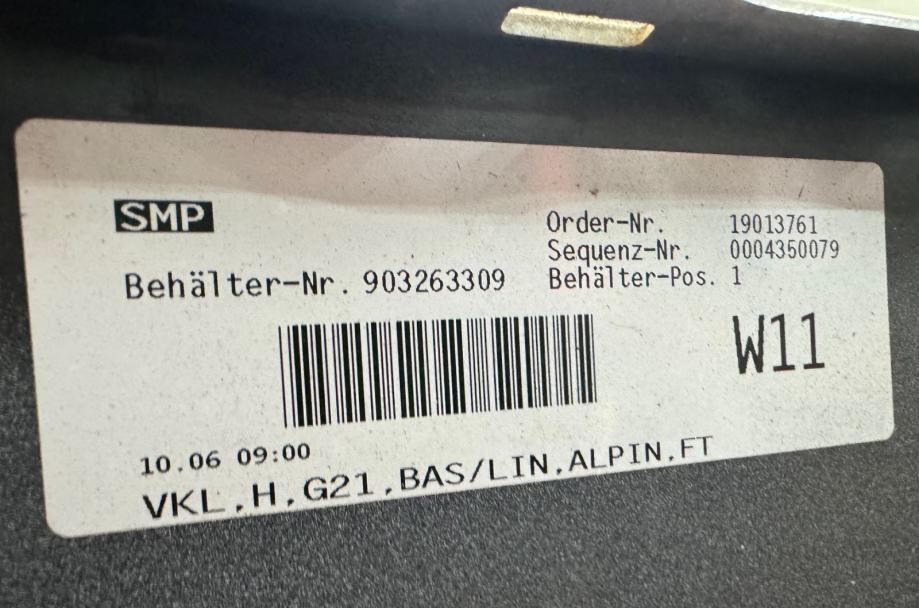 SMP
Order-Nr. 19013761
Sequenz-Nr. 0004350079
Behälter-Nr. 903263309
Behälter-Pos. 1
W11
10.06 09:00
VKL,H,G21,BAS/LIN,ALPIN,FT